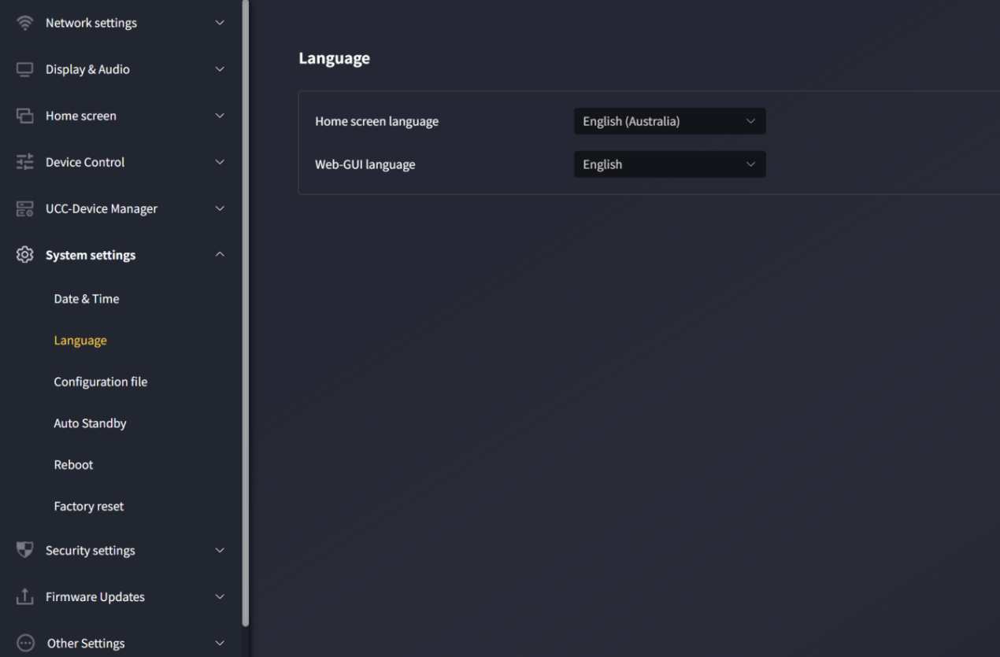 Network settings
Display & Audio
Home screen
Device Control
UCC-Device Manager
System settings
Date & Time
Language
Configuration file
Auto Standby
Reboot
Factory reset
Security settings
Firmware Updates
Other Settings
Language
Home screen language English (Australia)
Web-GUI language English